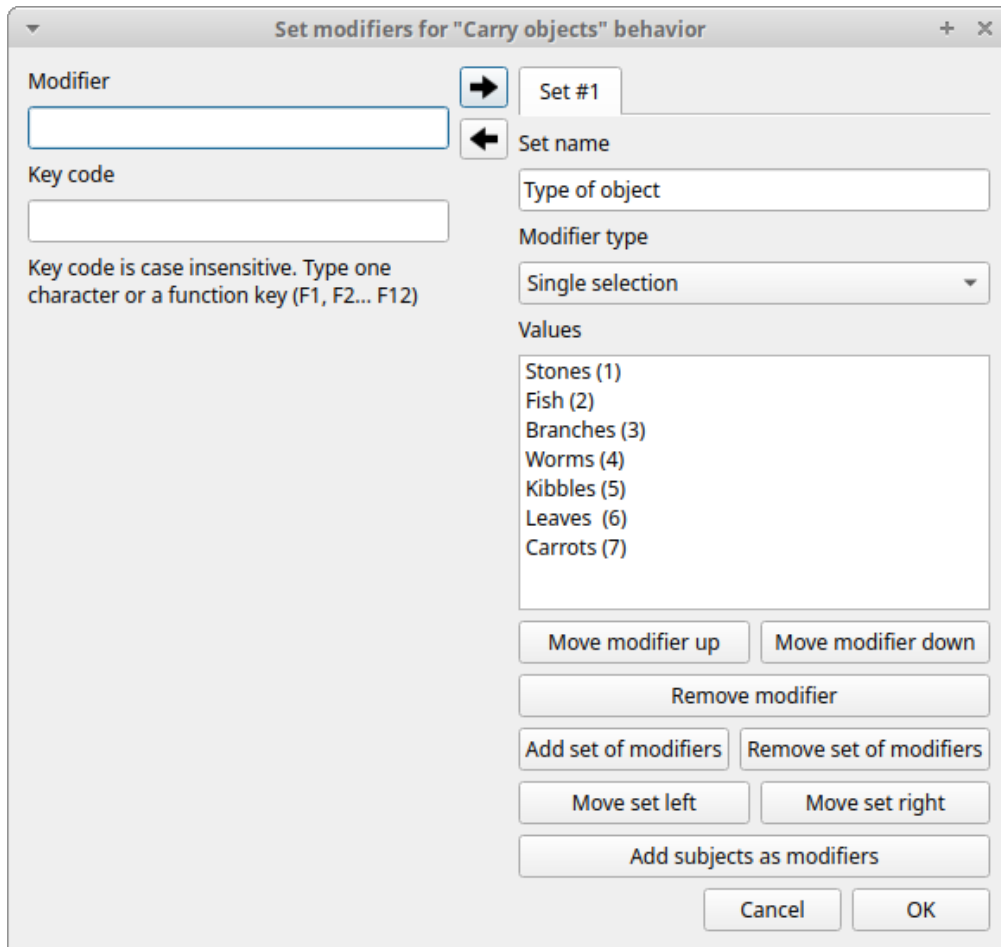 Set modifiers for "Carry objects" behavior
Modifier
Key code
Key code is case insensitive. Type one
character or a function key (F1, F2... F12)
Set #1
Set name
Type of object
Modifier type
Single selection
Values
Stones (1)
Fish (2)
Branches (3)
Worms (4)
Kibbles (5)
Leaves  (6)
Carrots (7)
Move modifier up
Move modifier down
Remove modifier
Add set of modifiers
Remove set of modifiers
Move set left
Move set right
Add subjects as modifiers
Cancel
OK